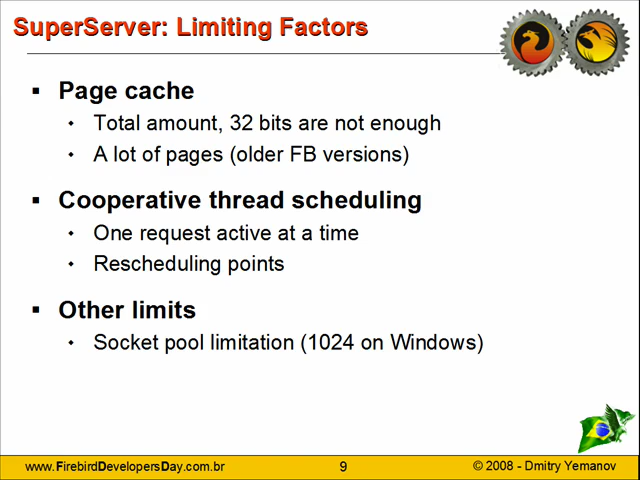 SuperServer: Limiting Factors
Page cache
Total amount, 32 bits are not enough
A lot of pages (older FB versions)
Cooperative thread scheduling
One request active at a time
Rescheduling points
Other limits
Socket pool limitation (1024 on Windows)
www.FirebirdDevelopersDay.com.br
9
© 2008 - Dmitry Yemanov